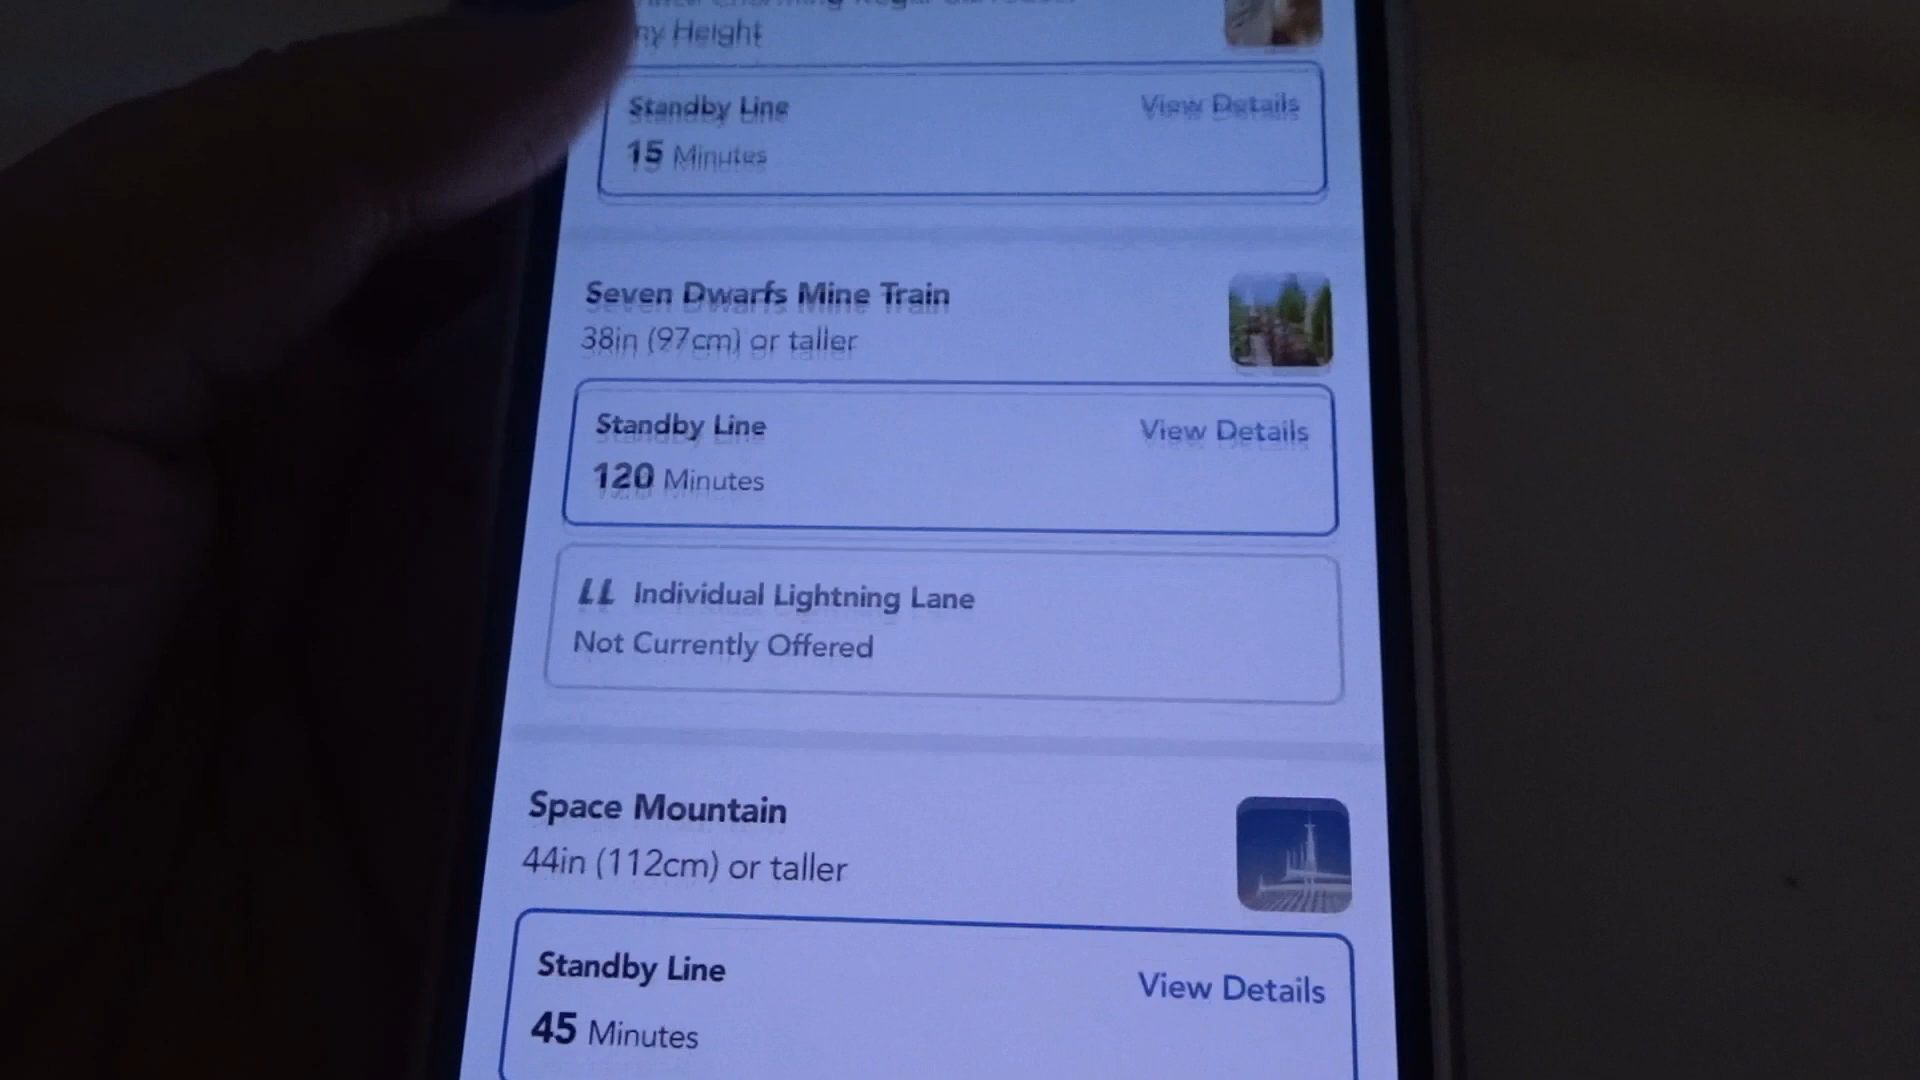 ny Height
Standby Line
View Details
15 Minutes
Seven Dwarfs Mine Train
38in (97cm) or taller
Standby Line
View Details
120 Minutes
LL Individual Lightning Lane
Not Currently Offered
Space Mountain
44in (112cm) or taller
Standby Line
View Details
45 Minutes